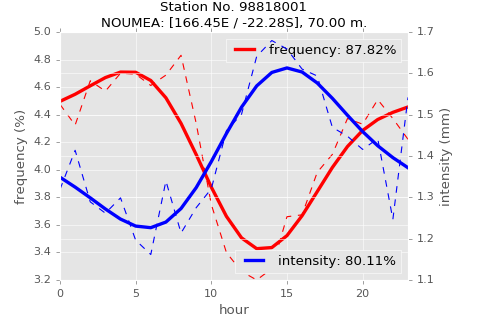 Station No. 98818001
NOUMEA: [166.45E / -22.28S], 70.00 m.
5.0
4.8
4.6
4.4
4.2
4.0
3.8
3.6
3.4
3.2
frequency (%)
frequency: 87.82%
intensity: 80.11%
1.7
1.6
1.5
1.4
1.3
1.2
1.1
intensity (mm)
0 5 10 15 20
hour